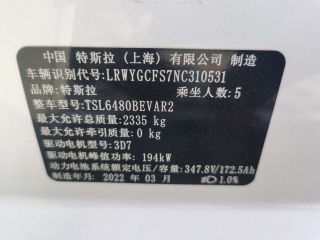 中国 特斯拉（上海）有限公司 制造
车辆识别代号:LRWYGCFS7NC310531
品牌:特斯拉 乘坐人数:5
整车型号:TSL6480BEVAR2
最大允许总质量:2335 kg
最大允许牵引质量:0 kg
驱动电机型号:3D7
驱动电机峰值功率:194kW
动力电池系统额定电压/容量:347.8V/172.5Ah
制造年月:2022 年 03 月 1.0%